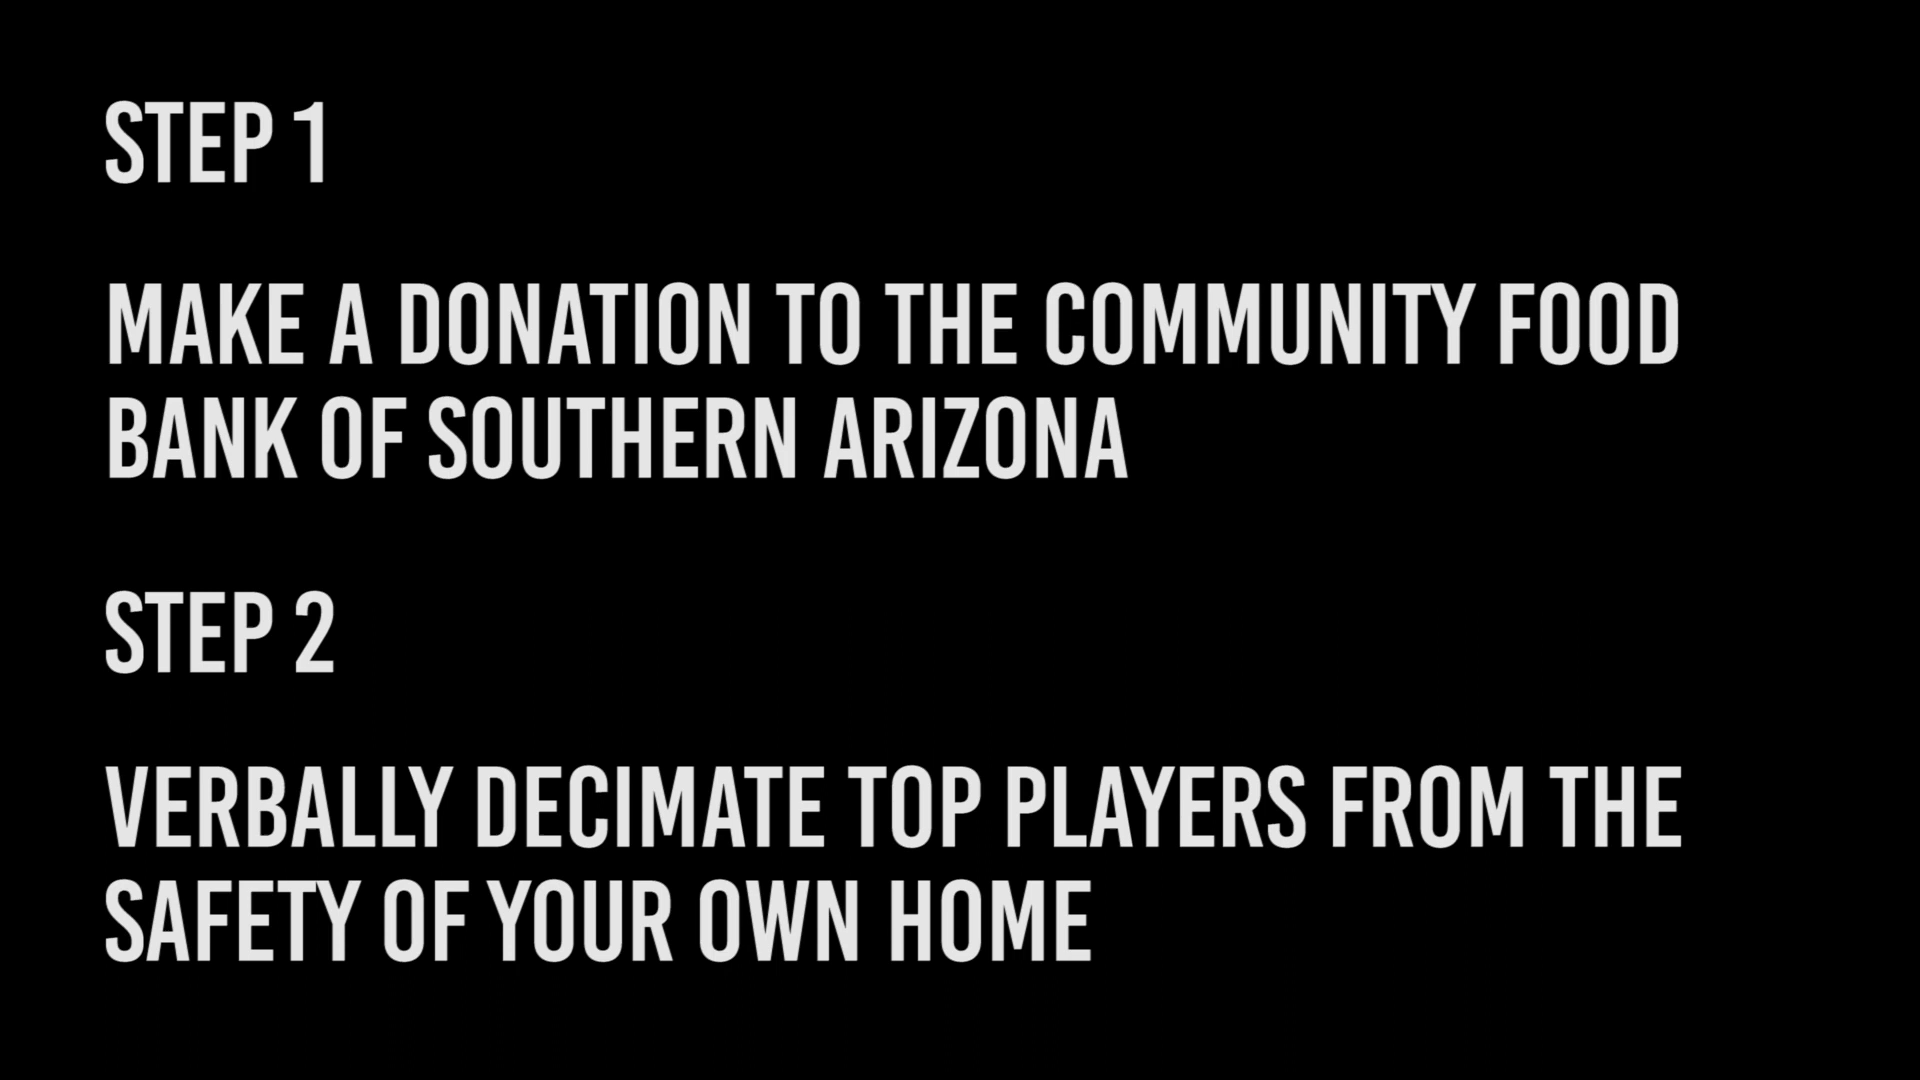 STEP 1
MAKE A DONATION TO THE COMMUNITY FOOD
BANK OF SOUTHERN ARIZONA
STEP 2
VERBALLY DECIMATE TOP PLAYERS FROM THE
SAFETY OF YOUR OWN HOME